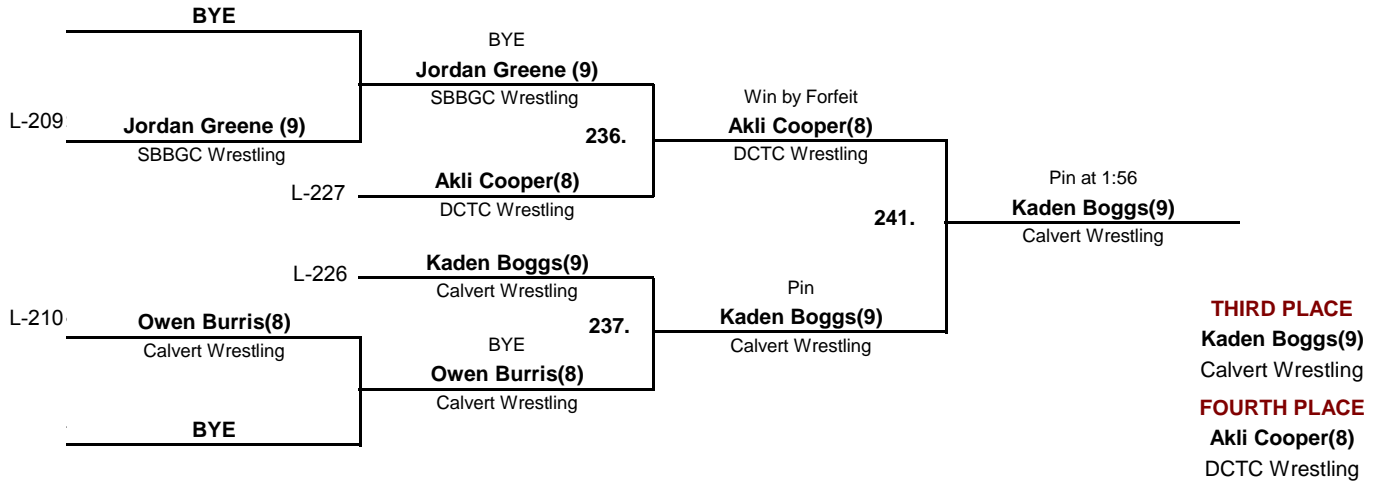 BYE
BYE
Jordan Greene (9)
SBBGC Wrestling
L-209
Jordan Greene (9)
SBBGC Wrestling
236.
Win by Forfeit
Akli Cooper(8)
DCTC Wrestling
L-227
Akli Cooper(8)
DCTC Wrestling
241.
Pin at 1:56
Kaden Boggs(9)
Calvert Wrestling
L-226
Kaden Boggs(9)
Calvert Wrestling
L-210
Owen Burris(8)
Calvert Wrestling
237.
Pin
Kaden Boggs(9)
Calvert Wrestling
BYE
Owen Burris(8)
Calvert Wrestling
BYE
THIRD PLACE
Kaden Boggs(9)
Calvert Wrestling
FOURTH PLACE
Akli Cooper(8)
DCTC Wrestling